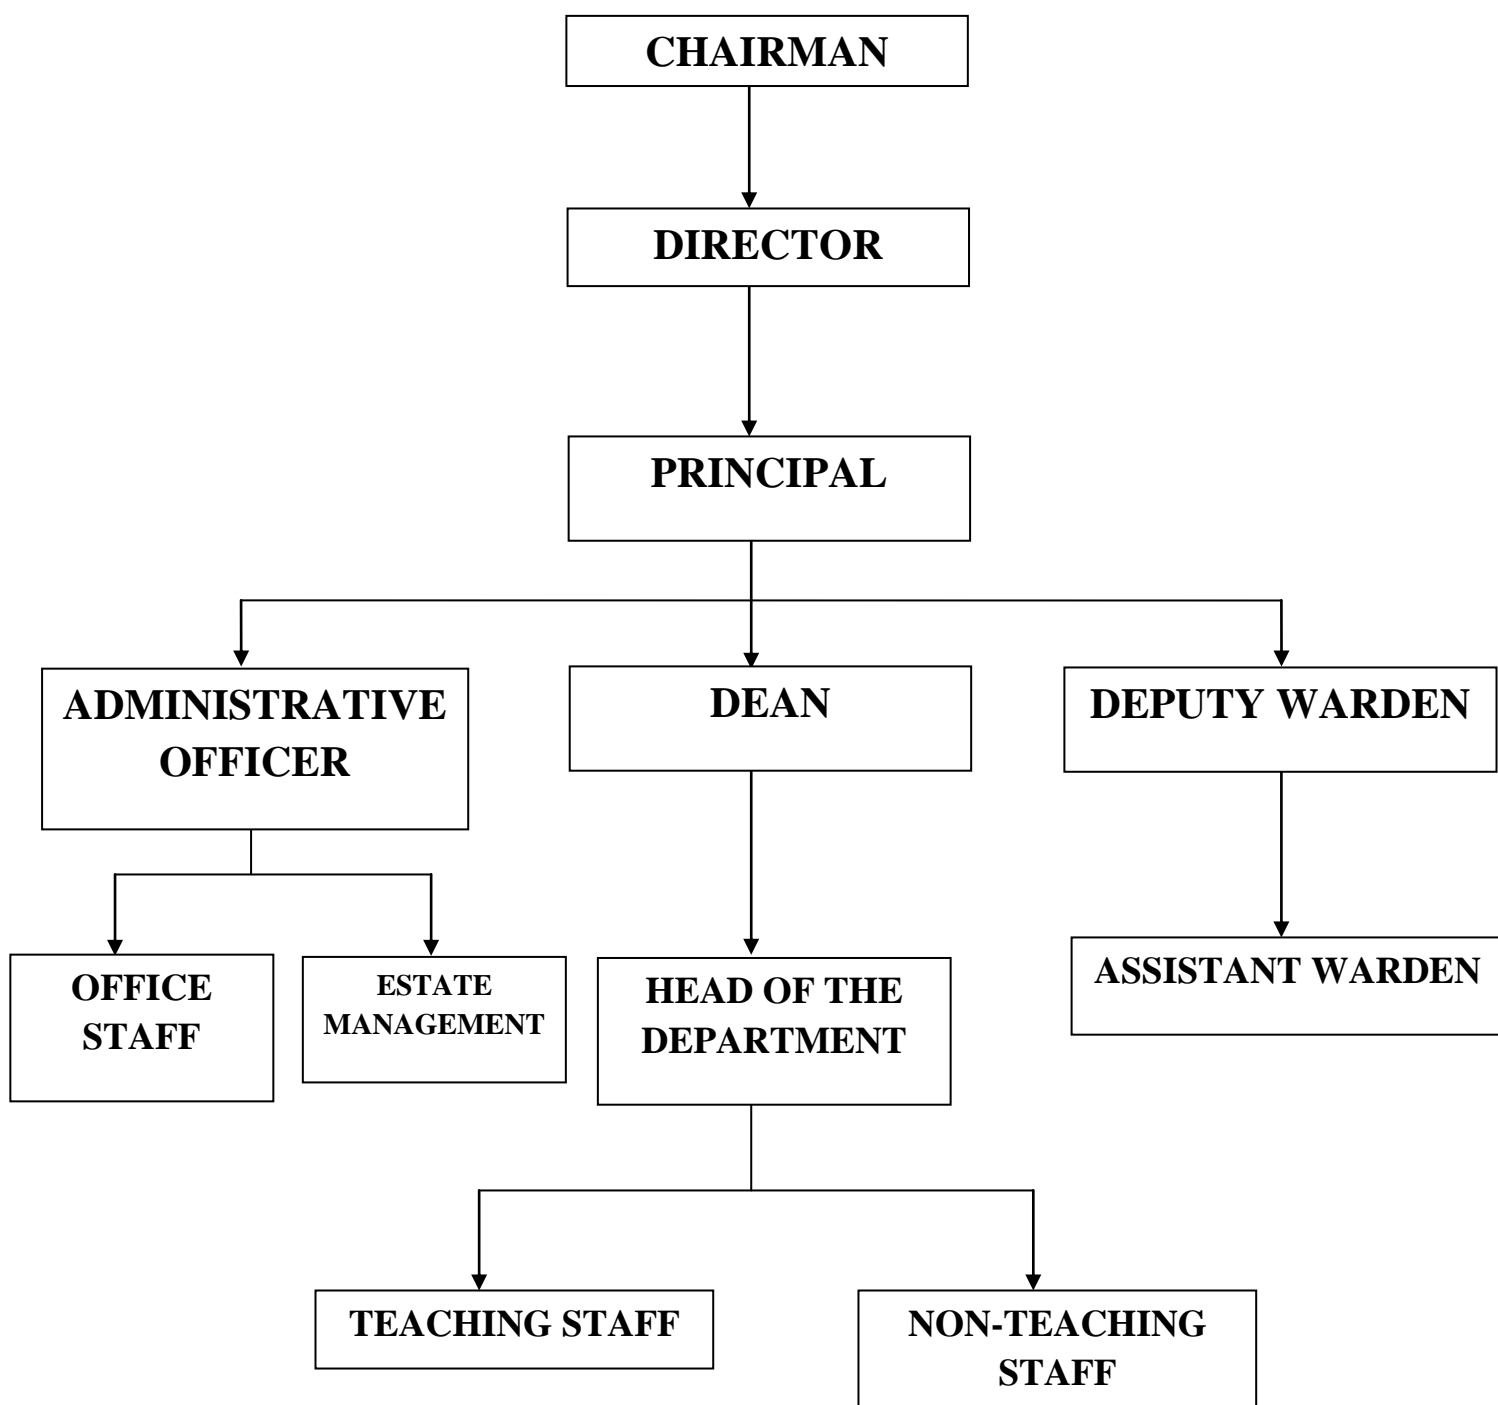 CHAIRMAN
DIRECTOR
PRINCIPAL
ADMINISTRATIVE
OFFICER
DEAN
DEPUTY WARDEN
OFFICE
STAFF
ESTATE
MANAGEMENT
HEAD OF THE
DEPARTMENT
ASSISTANT WARDEN
TEACHING STAFF
NON-TEACHING
STAFF